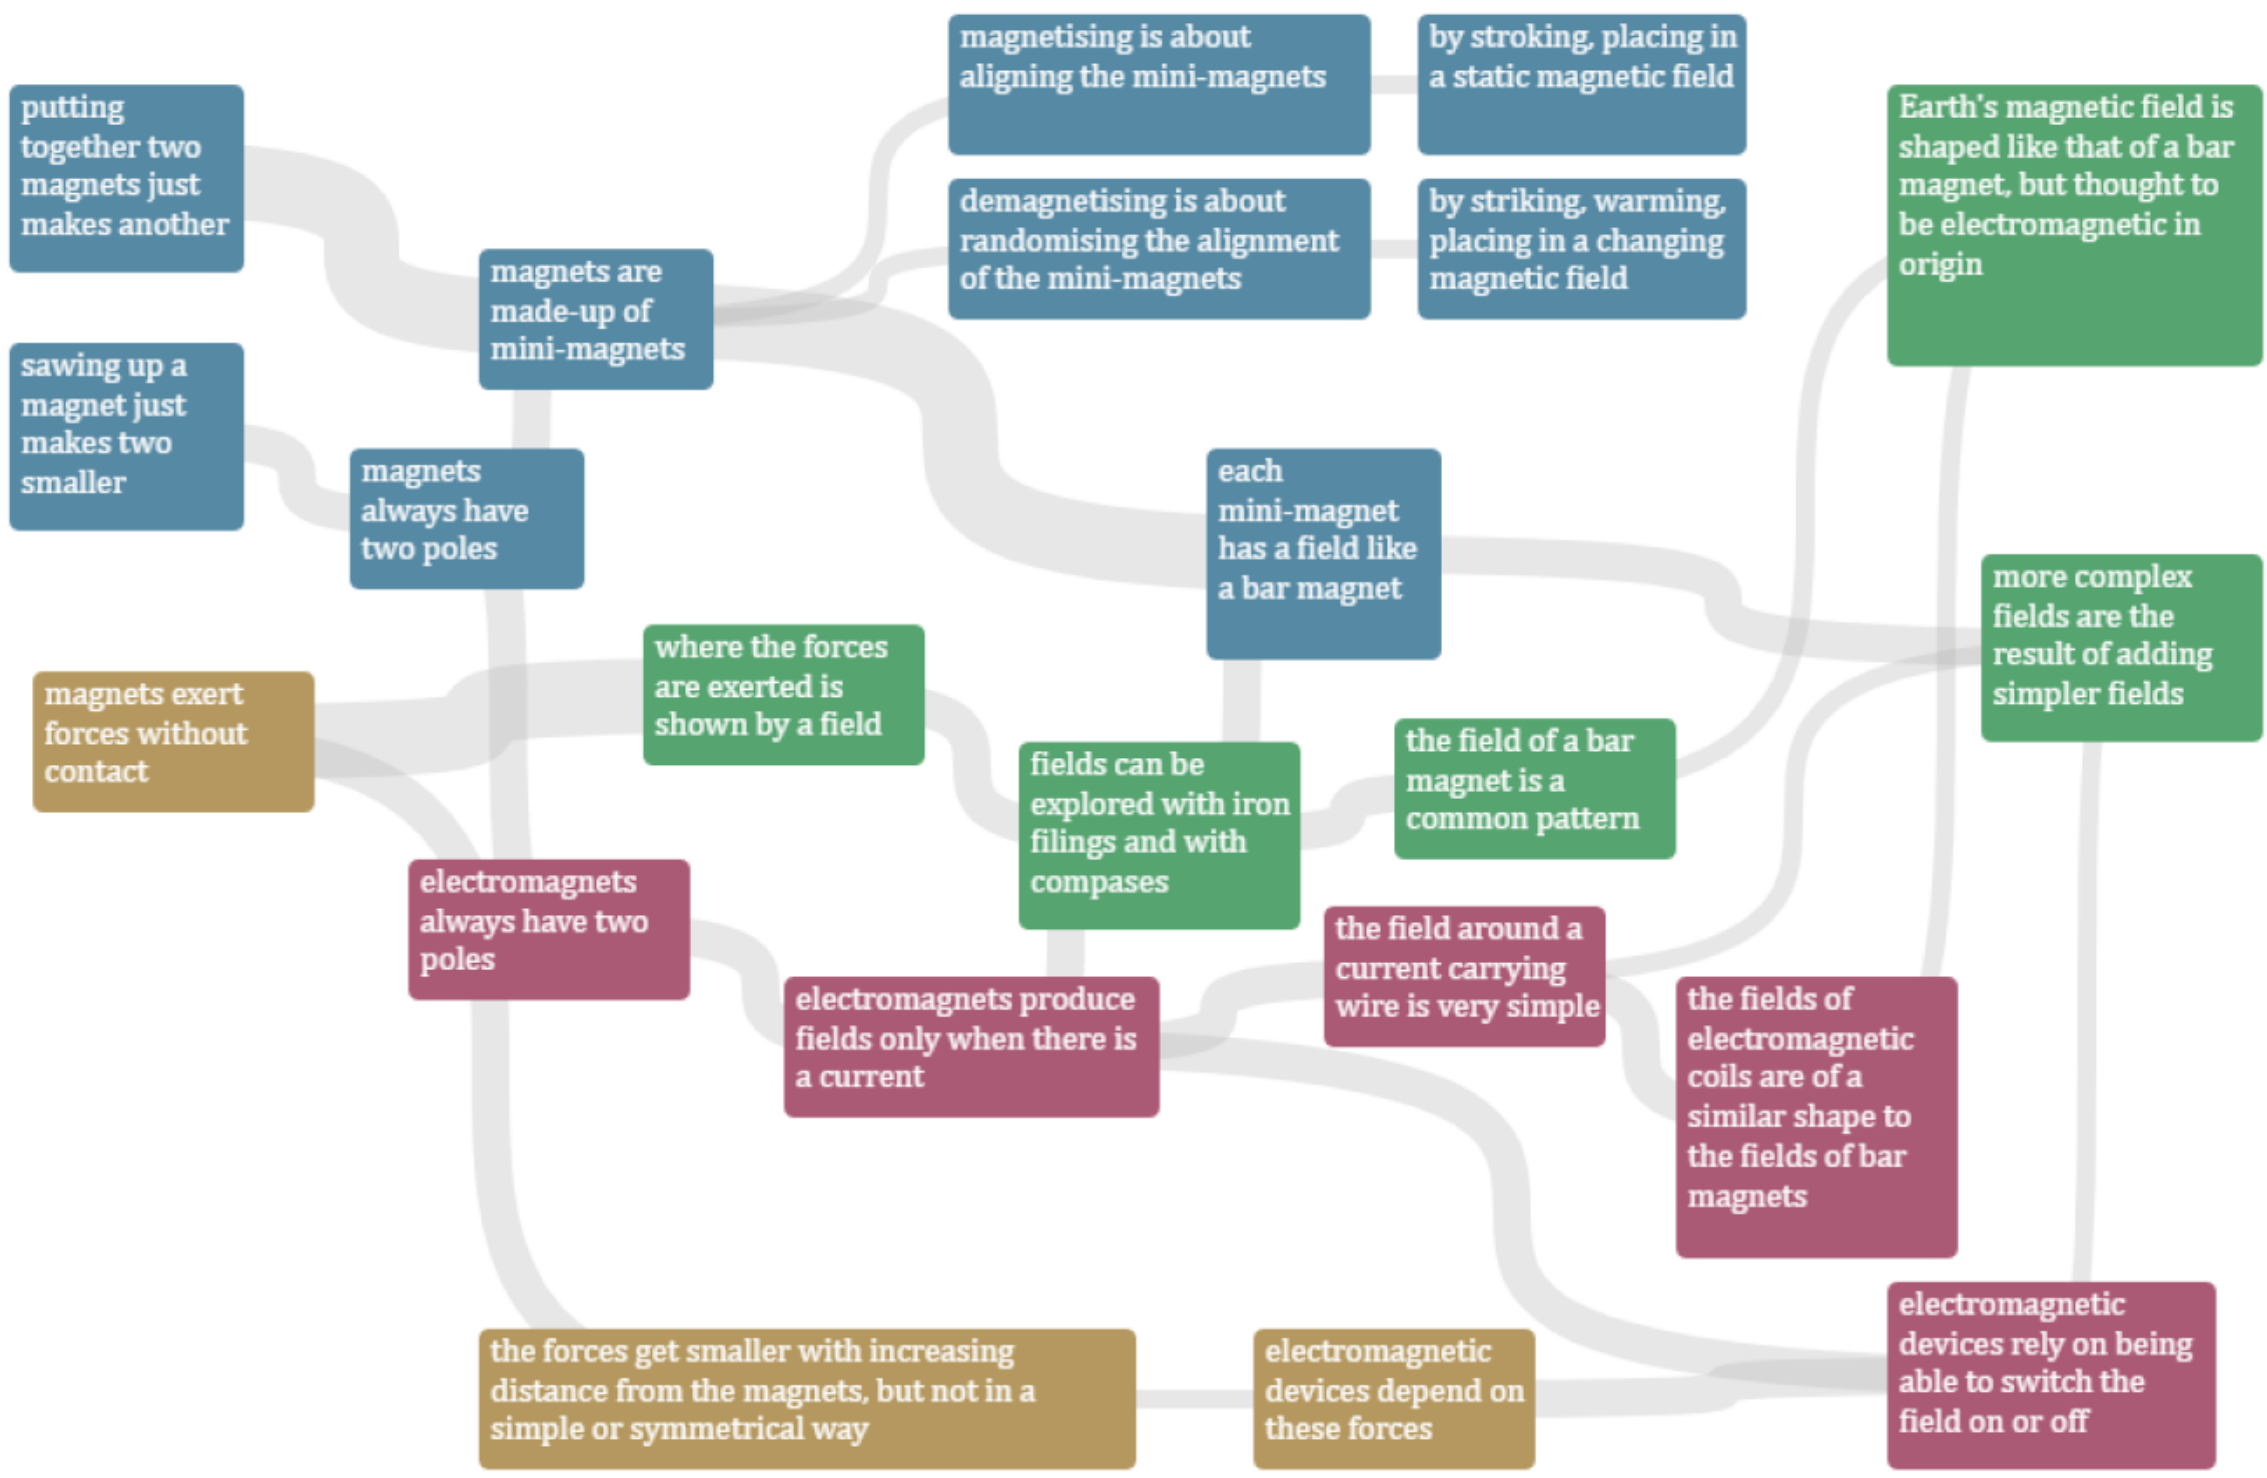 magnetising is about
aligning the mini-magnets
by stroking, placing in
a static magnetic field
putting
together two
magnets just
makes another
Earth's magnetic field is
shaped like that of a bar
magnet, but thought to
be electromagnetic in
origin
demagnetising is about
randomising the alignment
of the mini-magnets
by striking, warming,
placing in a changing
magnetic field
magnets are
made-up of
mini-magnets
sawing up a
magnet just
makes two
smaller
magnets
always have
two poles
each
mini-magnet
has a field like
a bar magnet
more complex
fields are the
result of adding
simpler fields
where the forces
are exerted is
shown by a field
magnets exert
forces without
contact
fields can be
explored with iron
filings and with
compases
the field of a bar
magnet is a
common pattern
electromagnets
always have two
poles
the field around a
current carrying
wire is very simple
electromagnets produce
fields only when there is
a current
the fields of
electromagnetic
coils are of a
similar shape to
the fields of bar
magnets
electromagnetic
devices rely on being
able to switch the
field on or off
the forces get smaller with increasing
distance from the magnets, but not in a
simple or symmetrical way
electromagnetic
devices depend on
these forces